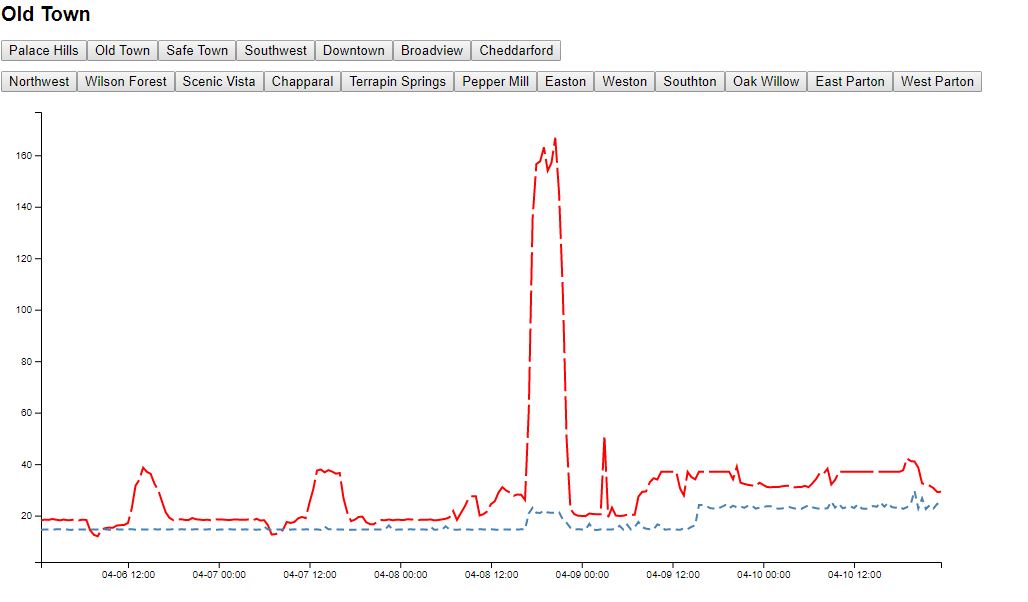 Old Town
Palace Hills Old Town Safe Town Southwest Downtown Broadview Cheddarford
Northwest Wilson Forest Scenic Vista Chapparal Terrapin Springs Pepper Mill Easton Weston Southton Oak Willow East Parton West Parton
160
140
120
100
80
60
40
20
04-06 12:00 04-07 00:00 04-07 12:00 04-08 00:00 04-08 12:00 04-09 00:00 04-09 12:00 04-10 00:00 04-10 12:00